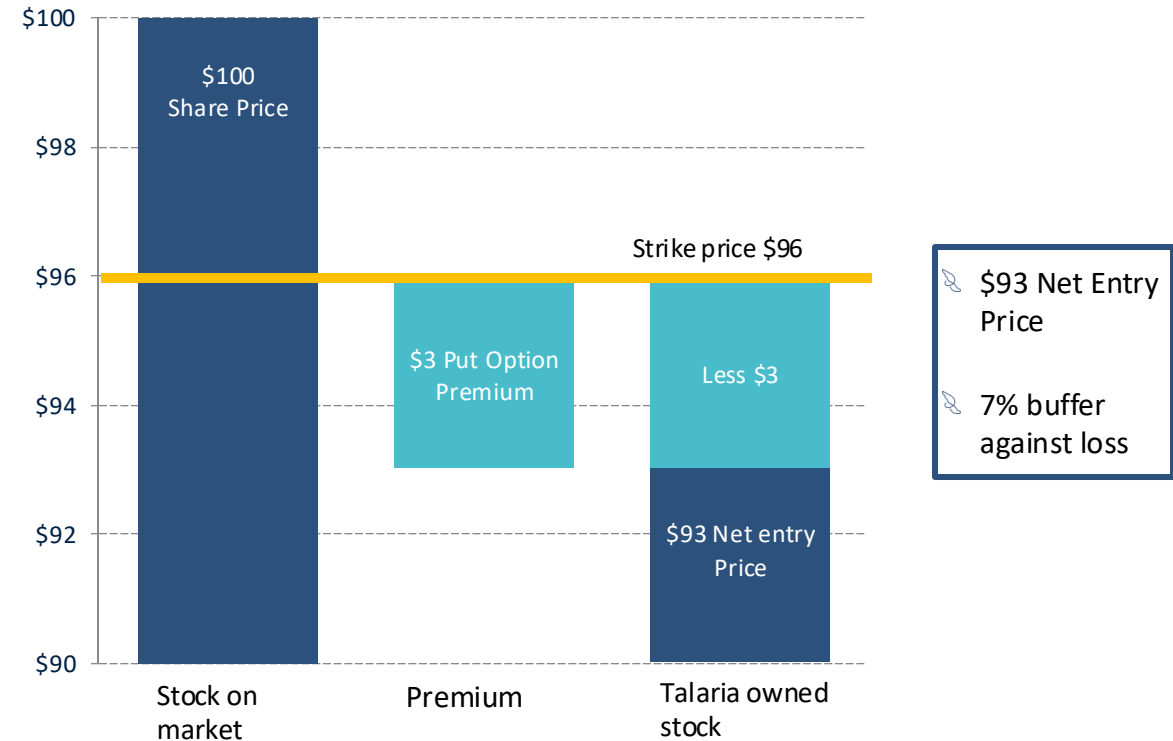 $100
$98
$96
$94
$92
$90
$100
Share Price
Strike price $96
$3 Put Option
Premium
Less $3
$93 Net entry
Price
Stock on
market
Premium
Talaria owned
stock
$93 Net Entry
Price
7% buffer
against loss